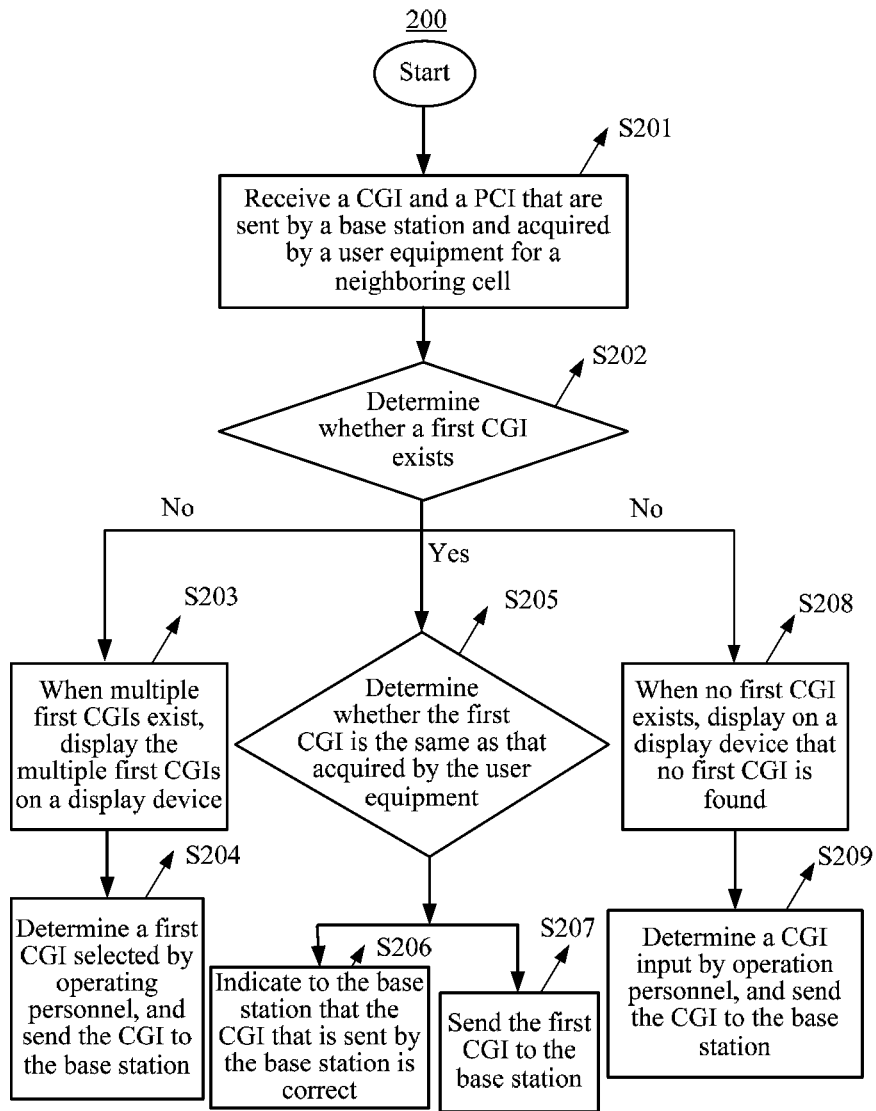 200
Start
S201
Receive a CGI and a PCI that are
sent by a base station and acquired
by a user equipment for a
neighboring cell
S202
Determine
whether a first CGI
exists
No
No
Yes
S203
When multiple
first CGIs exist,
display the
multiple first CGIs
on a display device
S205
Determine
whether the first
CGI is the same as that
acquired by the user
equipment
S208
When no first CGI
exists, display on a
display device that
no first CGI is
found
S204
Determine a first
CGI selected by
operating
personnel, and
send the CGI to
the base station
S206
Indicate to the base
station that the
CGI that is sent by
the base station is
correct
S207
Send the first
CGI to the
base station
S209
Determine a CGI
input by operation
personnel, and send
the CGI to the base
station